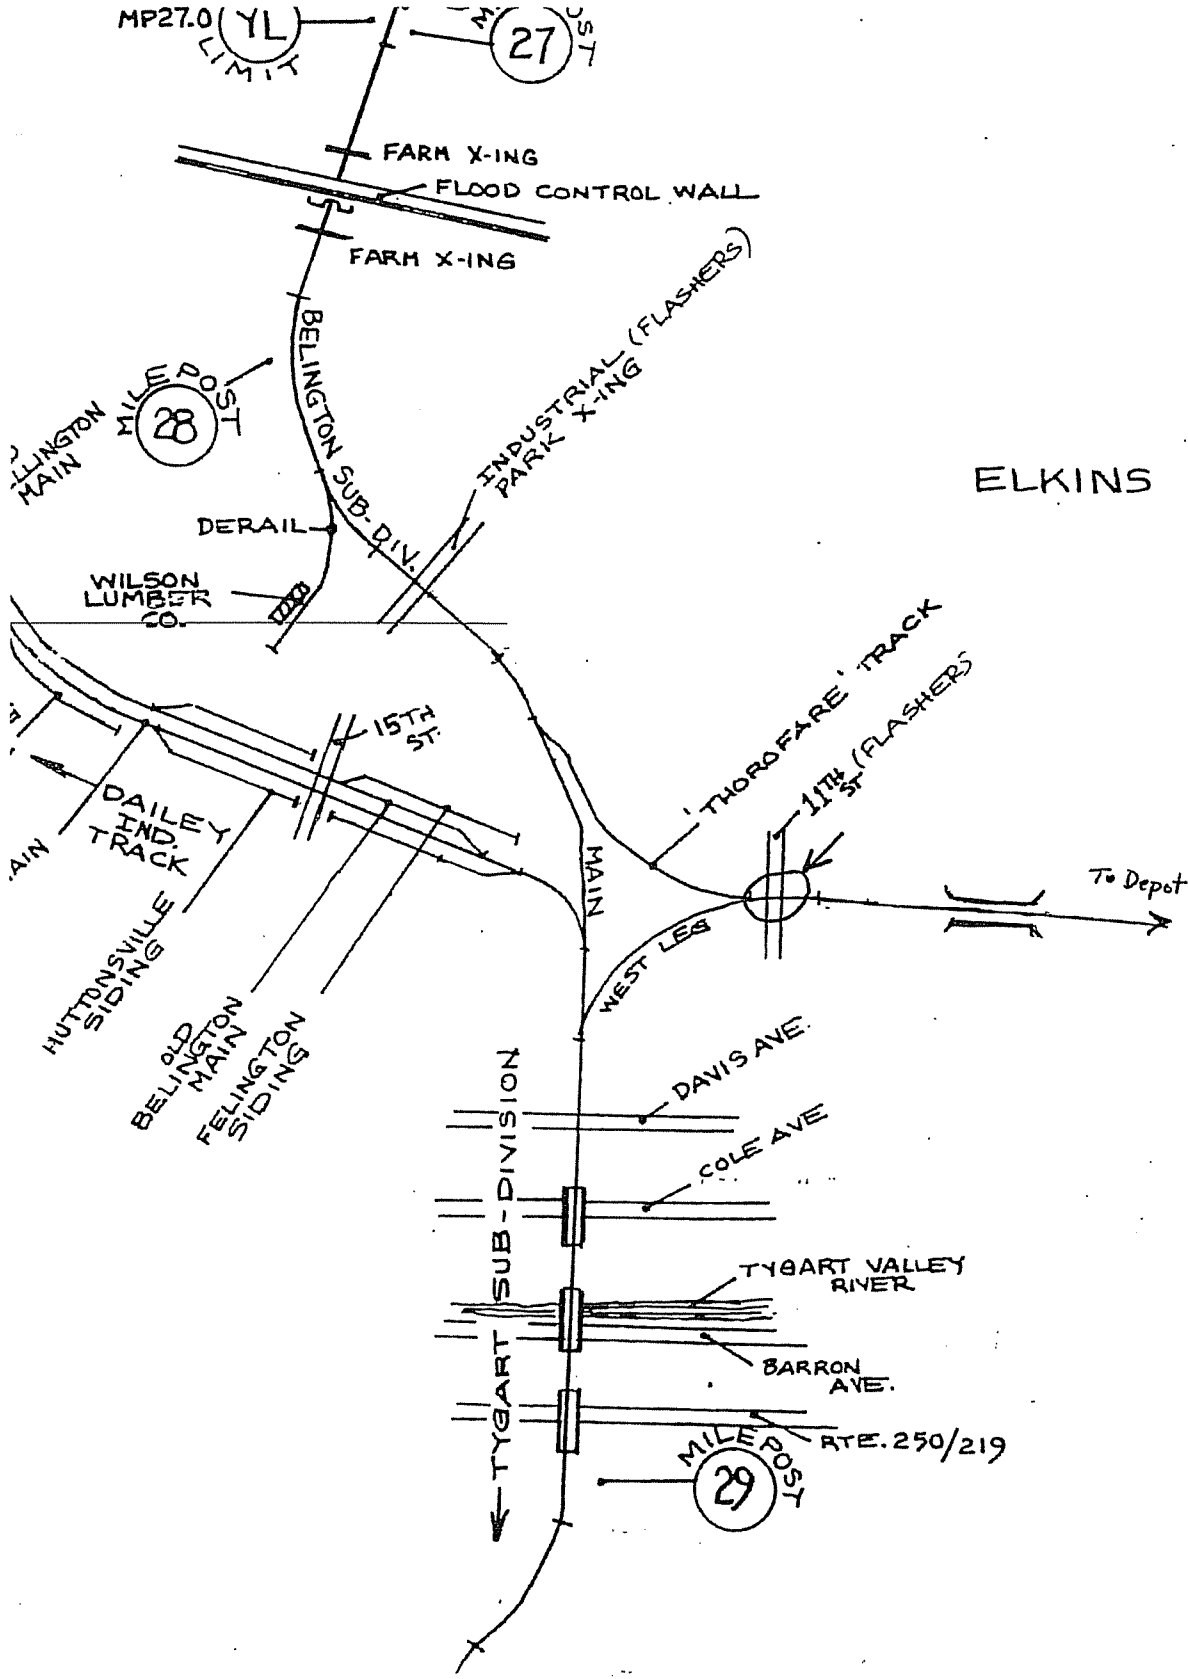 MP27.0
YL
LIMIT
27
FARM X-ING
FLOOD CONTROL WALL
FARM X-ING
BELINGTON SUB-DIV.
MILE POST
28
MAIN
INDUSTRIAL (FLASHERS)
PARK X-ING
ELKINS
DERAIL
WILSON
LUMBER
CO.
15TH
ST.
'THOROFARE' TRACK
11TH (FLASHERS
ST
DAILEY
IND.
TRACK
MAIN
To Depot
WEST LEG
HUTTONSVILLE
SIDING
OLD
BELINGTON
MAIN
FELINGTON
SIDING
TYGART SUB-DIVISION
DAVIS AVE.
COLE AVE
TYGART VALLEY
RIVER
BARRON
AVE.
RTE. 250/219
MILE POST
29